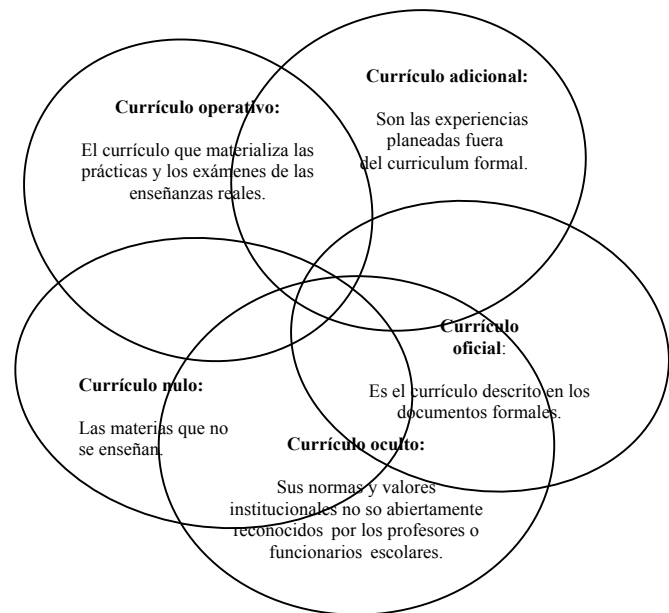 Currículo operativo:
El currículo que materializa las
prácticas y los exámenes de las
enseñanzas reales.
Currículo adicional:
Son las experiencias
planeadas fuera
del curriculum formal.
Currículo
oficial:
Es el currículo descrito en los
documentos formales.
Currículo nulo:
Las materias que no
se enseñan.
Currículo oculto:
Sus normas y valores
institucionales no so abiertamente
reconocidos por los profesores o
funcionarios escolares.